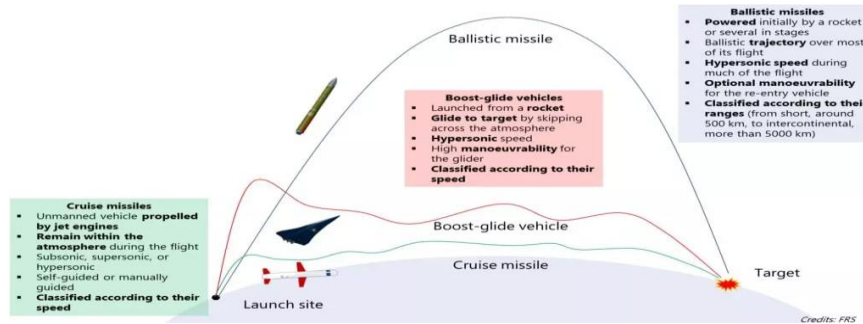 Ballistic missiles
▪ Powered initially by a rocket
or several in stages
▪ Ballistic trajectory over most
of its flight
▪ Hypersonic speed during
much of the flight
▪ Optional manoeuvrability
for the re-entry vehicle
▪ Classified according to their
ranges (from short, around
500 km, to intercontinental,
more than 5000 km)
Ballistic missile
Boost-glide vehicles
▪ Launched from a rocket
▪ Glide to target by skipping
across the atmosphere
▪ Hypersonic speed
▪ High manoeuvrability for
the glider
▪ Classified according to their
speed
Cruise missiles
▪ Unmanned vehicle propelled
by jet engines
▪ Remain within the
atmosphere during the flight
▪ Subsonic, supersonic, or
hypersonic
▪ Self-guided or manually
guided
▪ Classified according to their
speed
Boost-glide vehicle
Cruise missile
Launch site
Target
Credits: FRS